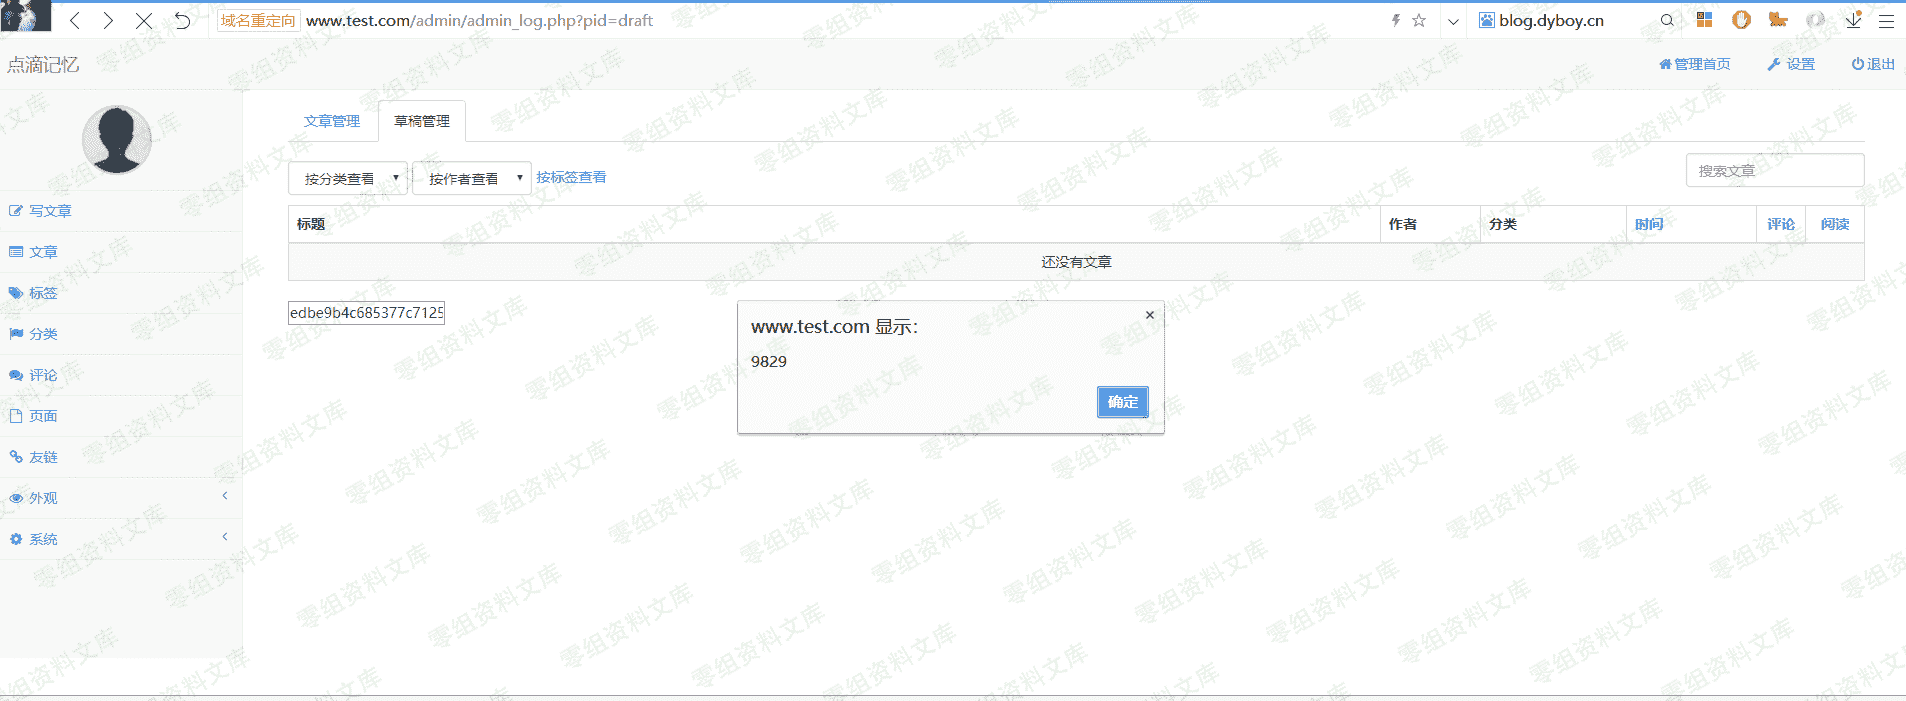 域名重定向 www.test.com/admin/admin_log.php?pid=draft blog.dyboy.cn
点滴记忆 管理首页 设置 退出
文章管理 草稿管理
按分类查看 按作者查看 按标签查看 搜索文章
写文章
文章
标签
分类
评论
页面
友链
外观
系统
标题 作者 分类 时间 评论 阅读
还没有文章
edbe9b4c685377c7125
www.test.com 显示：
9829
确定
零组资料文库